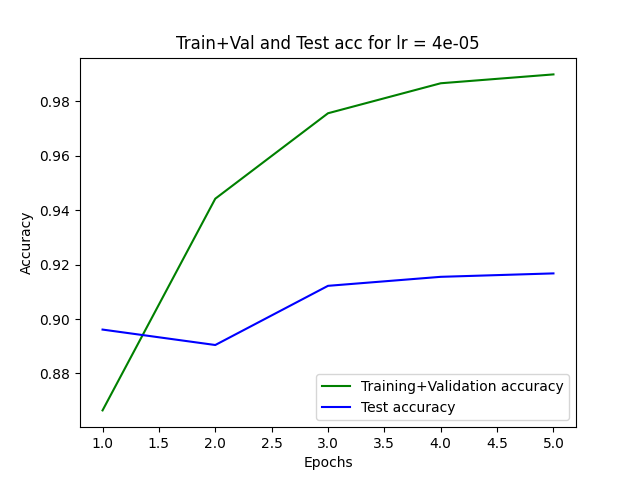 Train+Val and Test acc for lr = 4e-05
Accuracy
0.98
0.96
0.94
0.92
0.90
0.88
1.0 1.5 2.0 2.5 3.0 3.5 4.0 4.5 5.0
Epochs
Training+Validation accuracy
Test accuracy